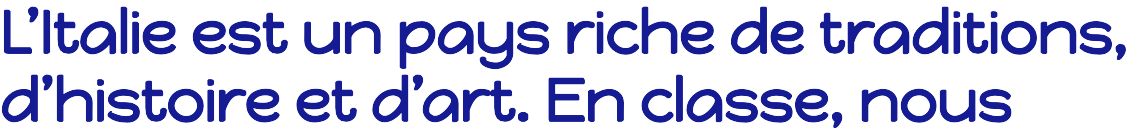 L’Italie est un pays riche de traditions,
d’histoire et d’art. En classe, nous